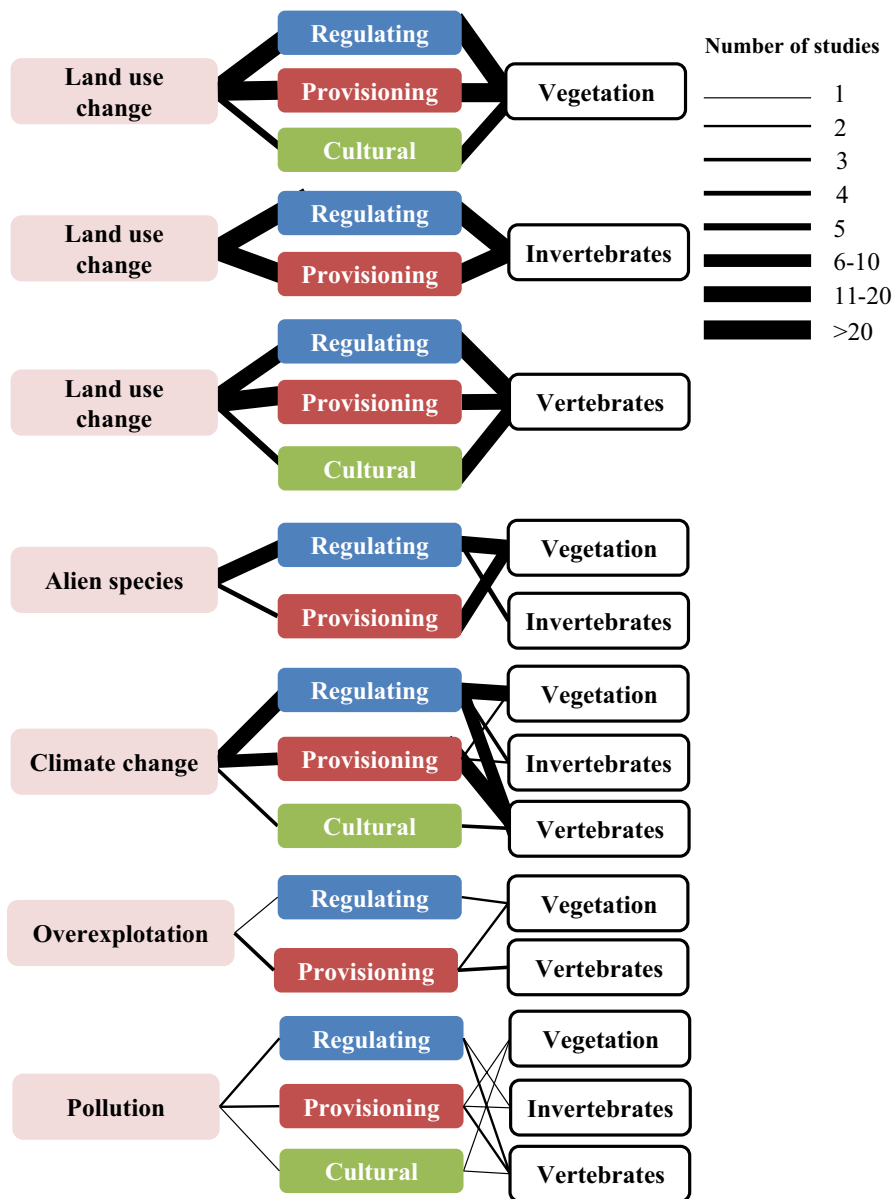 Number of studies
1
2
3
4
5
6-10
11-20
>20
Land use
change
Regulating
Provisioning
Cultural
Vegetation
Land use
change
Regulating
Provisioning
Invertebrates
Land use
change
Regulating
Provisioning
Cultural
Vertebrates
Alien species
Regulating
Provisioning
Vegetation
Invertebrates
Climate change
Regulating
Provisioning
Cultural
Vegetation
Invertebrates
Vertebrates
Overexplotation
Regulating
Provisioning
Vegetation
Vertebrates
Pollution
Regulating
Provisioning
Cultural
Vegetation
Invertebrates
Vertebrates